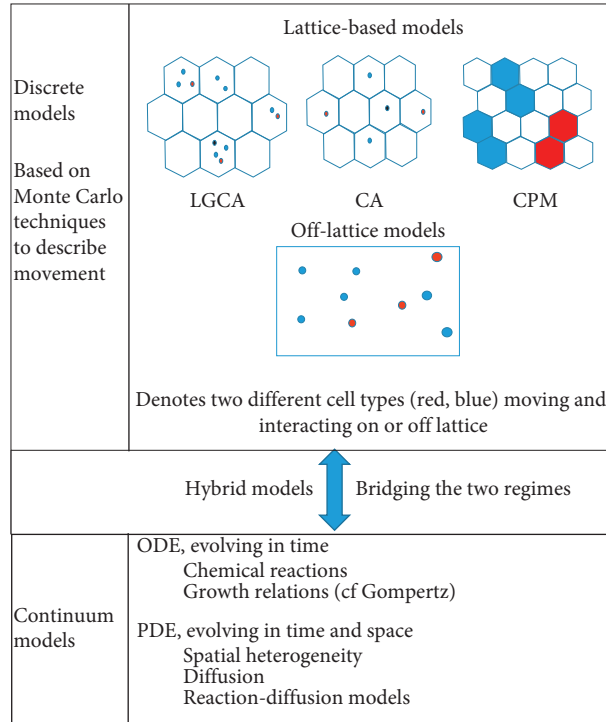 Lattice-based models
Discrete
models
Based on
Monte Carlo
techniques
to describe
movement
LGCA
CA
CPM
Off-lattice models
Denotes two different cell types (red, blue) moving and
interacting on or off lattice
Hybrid models
Bridging the two regimes
Continuum
models
ODE, evolving in time
Chemical reactions
Growth relations (cf Gompertz)
PDE, evolving in time and space
Spatial heterogeneity
Diffusion
Reaction-diffusion models